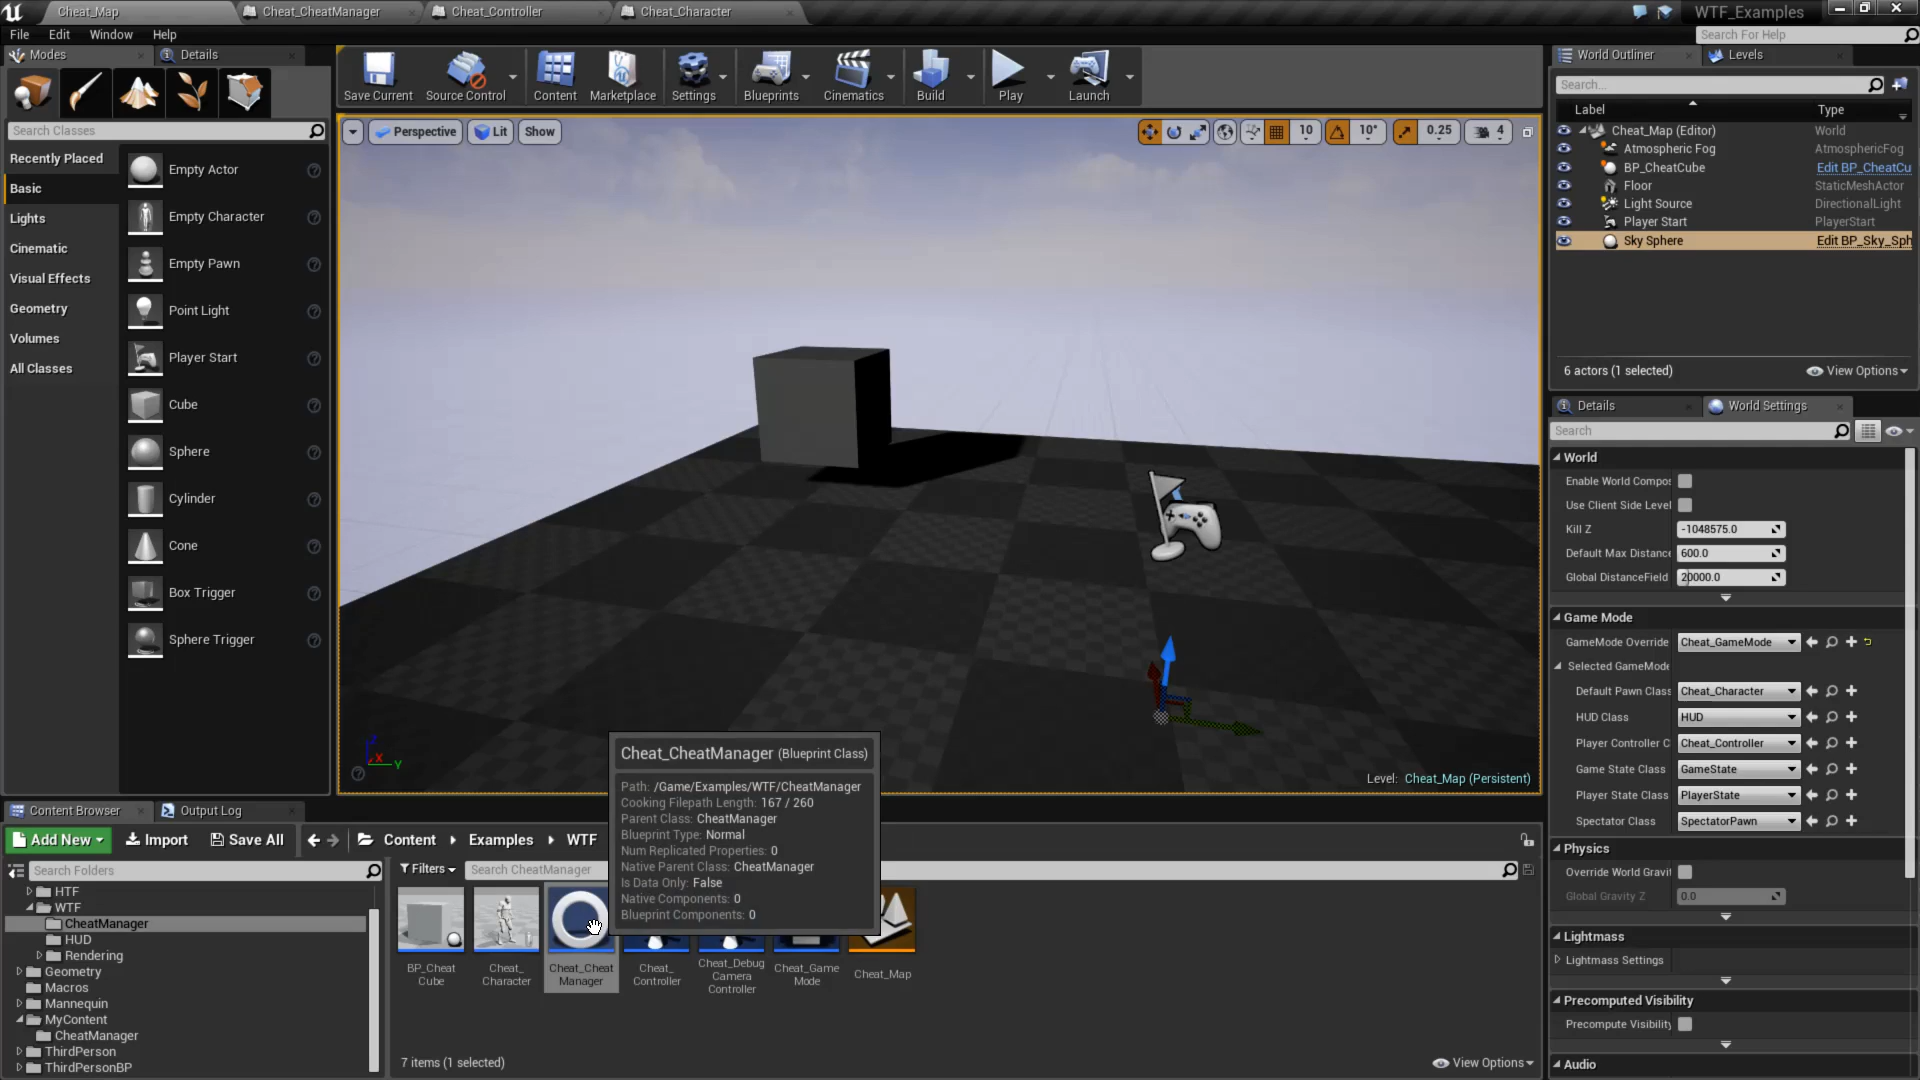 Cheat_Map
Cheat_CheatManager
Cheat_Controller
Cheat_Character
WTF_Examples
File
Edit
Window
Help
Search For Help
Modes
Details
Save Current
Source Control
Content
Marketplace
Settings
Blueprints
Cinematics
Build
Play
Launch
World Outliner
Levels
Search...
Label
Type
Cheat_Map (Editor)
World
Atmospheric Fog
AtmosphericFog
BP_CheatCube
Edit BP_CheatCu
Floor
StaticMeshActor
Light Source
DirectionalLight
Player Start
PlayerStart
Sky Sphere
Edit BP_Sky_Sph
6 actors (1 selected)
View Options
Search Classes
Recently Placed
Basic
Lights
Cinematic
Visual Effects
Geometry
Volumes
All Classes
Empty Actor
Empty Character
Empty Pawn
Point Light
Player Start
Cube
Sphere
Cylinder
Cone
Box Trigger
Sphere Trigger
Perspective
Lit
Show
10
10°
0.25
4
X
Y
Z
Level: Cheat_Map (Persistent)
Details
World Settings
Search
World
Enable World Compos
Use Client Side Level
Kill Z
-1048575.0
Default Max Distance
600.0
Global DistanceField
20000.0
Game Mode
GameMode Override
Cheat_GameMode
Selected GameMode
Default Pawn Class
Cheat_Character
HUD Class
HUD
Player Controller C
Cheat_Controller
Game State Class
GameState
Player State Class
PlayerState
Spectator Class
SpectatorPawn
Physics
Override World Gravit
Global Gravity Z
0.0
Lightmass
Lightmass Settings
Precomputed Visibility
Precompute Visibility
Audio
Cheat_CheatManager (Blueprint Class)
Path: /Game/Examples/WTF/CheatManager
Cooking Filepath Length: 167 / 260
Parent Class: CheatManager
Blueprint Type: Normal
Num Replicated Properties: 0
Native Parent Class: CheatManager
Is Data Only: False
Native Components: 0
Blueprint Components: 0
Content Browser
Output Log
Add New
Import
Save All
Content
Examples
WTF
Search Folders
Filters
Search CheatManager
HTF
WTF
CheatManager
HUD
Rendering
Geometry
Macros
Mannequin
MyContent
CheatManager
ThirdPerson
ThirdPersonBP
BP_Cheat
Cube
Cheat_
Character
Cheat_Cheat
Manager
Cheat_
Controller
Cheat_Debug
Camera
Controller
Cheat_Game
Mode
Cheat_Map
7 items (1 selected)
View Options